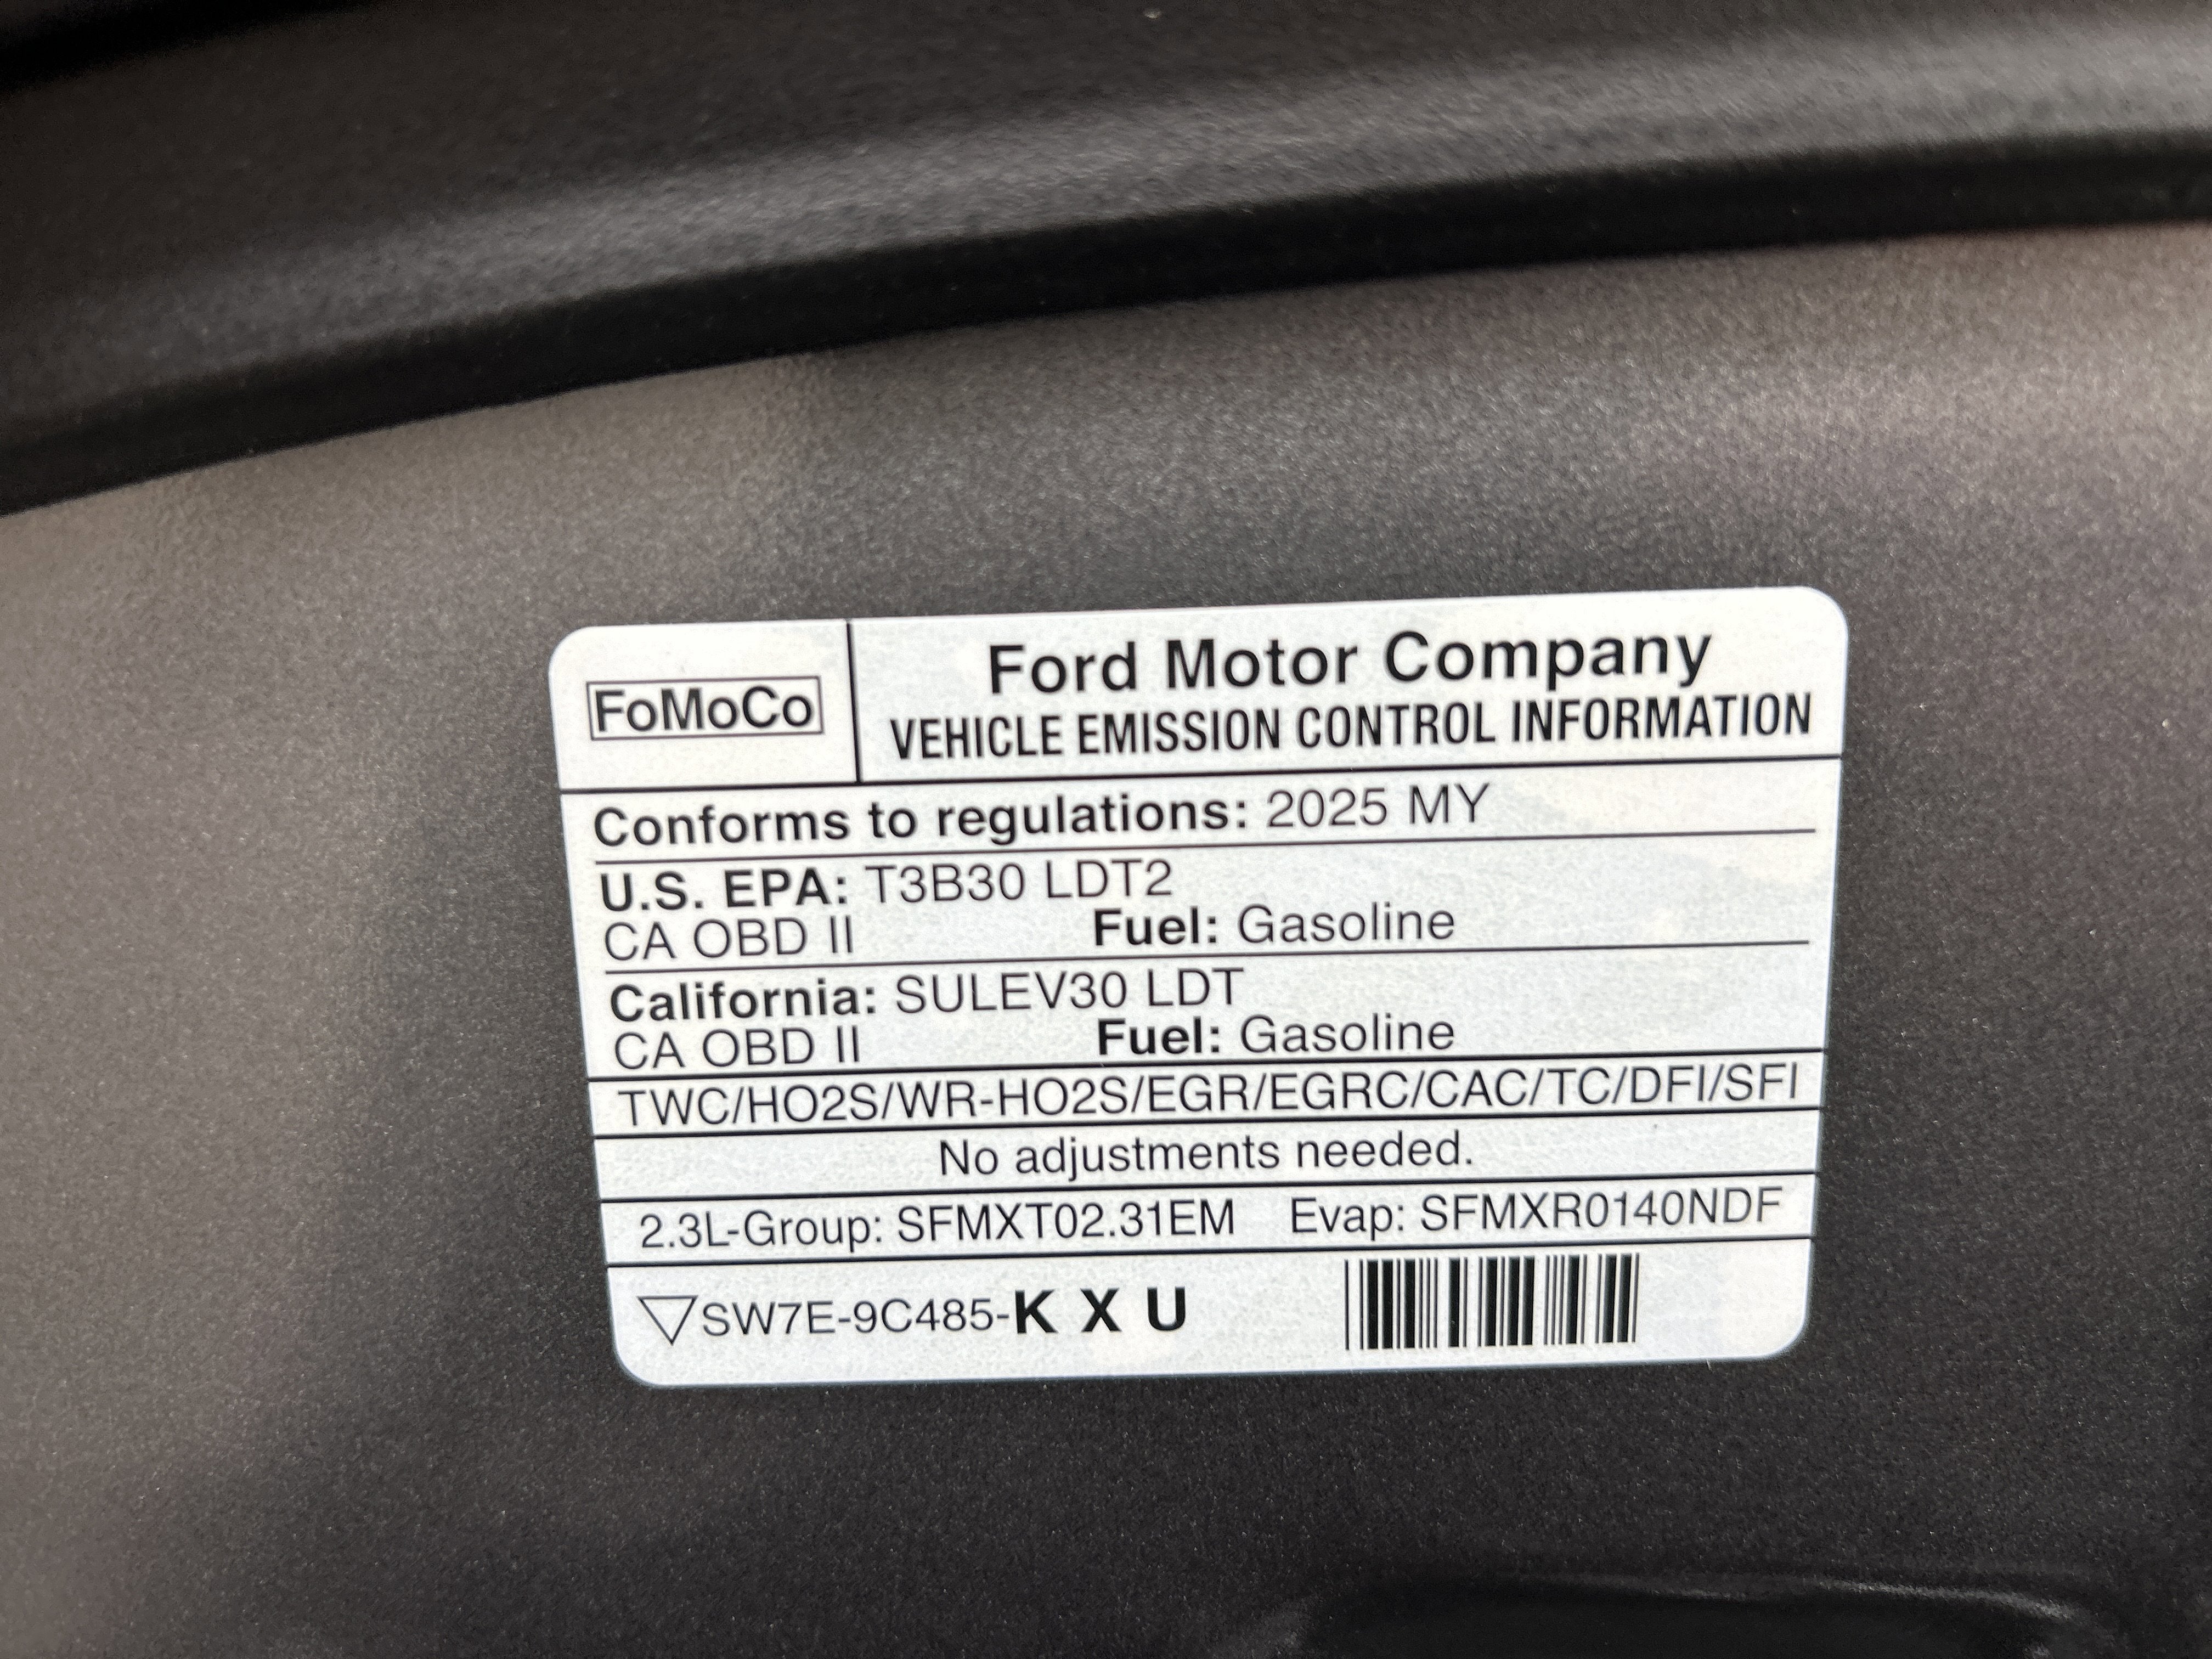 FoMoCo
Ford Motor Company
VEHICLE EMISSION CONTROL INFORMATION
Conforms to regulations: 2025 MY
U.S. EPA: T3B30 LDT2
CA OBD II Fuel: Gasoline
California: SULEV30 LDT
CA OBD II Fuel: Gasoline
TWC/HO2S/WR-HO2S/EGR/EGRC/CAC/TC/DFI/SFI
No adjustments needed.
2.3L-Group: SFMXT02.31EM Evap: SFMXR0140NDF
▽SW7E-9C485-K X U